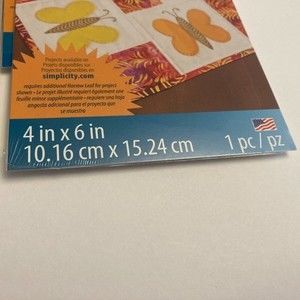 Projects available on
Projets disponibles sur
Proyectos disponibles en
simplicity.com
requires additional Narrow Leaf for project
shown • Le projet illustré requiert également une
feuille mince supplémentaire • requiere una hoja
angosta adicional para el proyecto que
se muestra
4 in x 6 in
10.16 cm x 15.24 cm
1 pc / pz